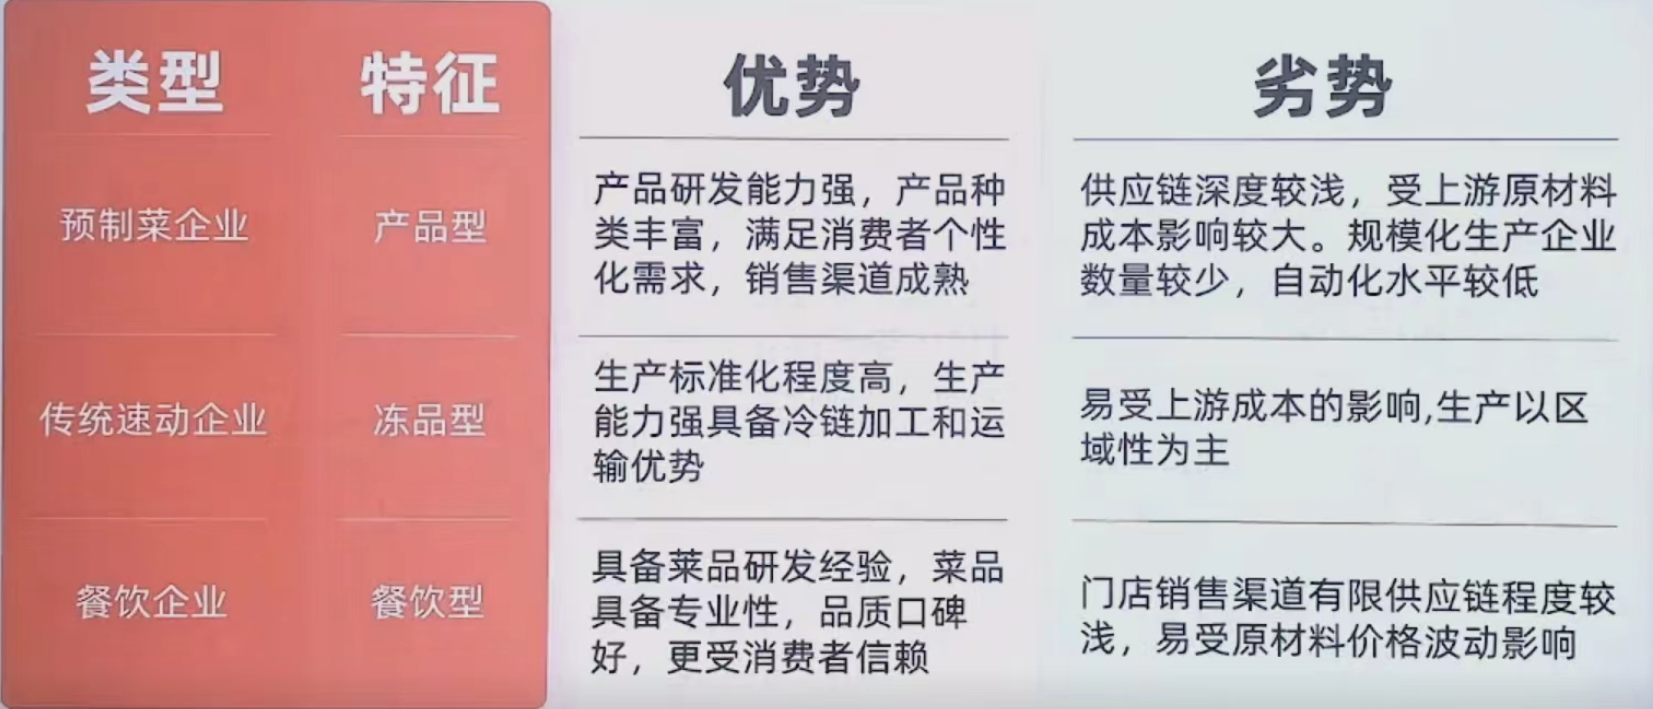 类型
特征
优势
劣势
预制菜企业
产品型
产品研发能力强，产品种
类丰富，满足消费者个性
化需求，销售渠道成熟
供应链深度较浅，受上游原材料
成本影响较大。规模化生产企业
数量较少，自动化水平较低
传统速动企业
冻品型
生产标准化程度高，生产
能力强具备冷链加工和运
输优势
易受上游成本的影响,生产以区
域性为主
餐饮企业
餐饮型
具备莱品研发经验，菜品
具备专业性，品质口碑
好，更受消费者信赖
门店销售渠道有限供应链程度较
浅，易受原材料价格波动影响